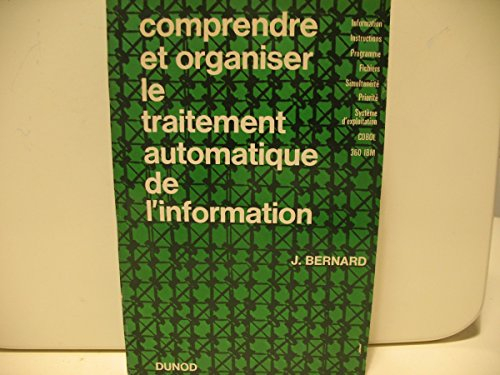 comprendre
et organiser
le
traitement
automatique
de
l'information
Information
Instructions
Programme
Fichiers
Simultanéité
Priorité
Système
d'exploitation
COBOL
360 IBM
J. BERNARD
DUNOD